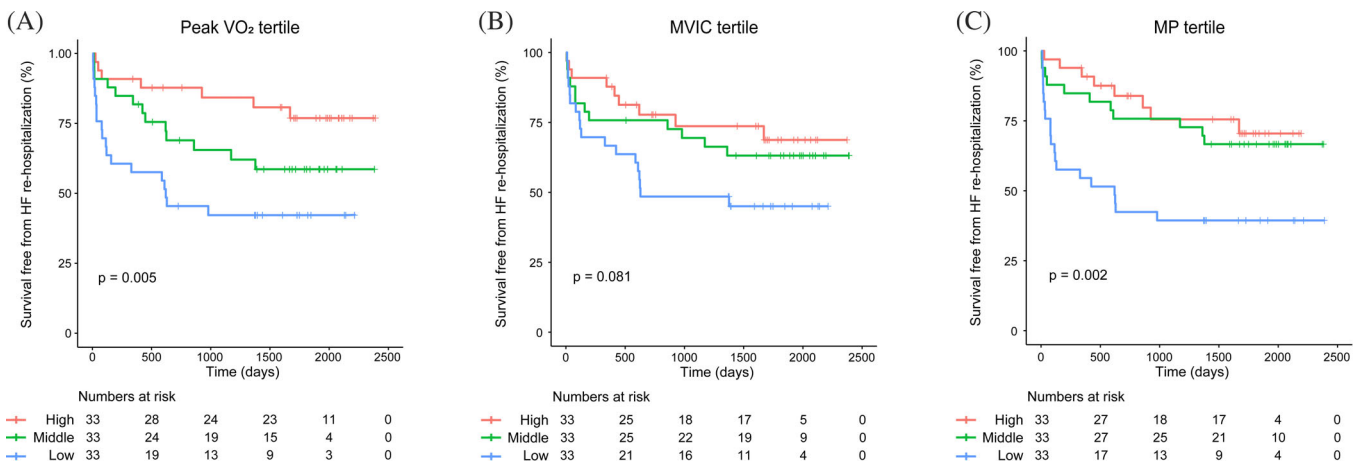 (A)
Peak VO₂ tertile
Survival free from HF re-hospitalization (%)
1.00
75
50
25
0
p = 0.005
0 500 1000 1500 2000 2500
Time (days)
Numbers at risk
High 33 28 24 23 11 0
Middle 33 24 19 15 4 0
Low 33 19 13 9 3 0
(B)
MVIC tertile
Survival free from HF re-hospitalization (%)
100
75
50
25
0
p = 0.081
0 500 1000 1500 2000 2500
Time (days)
Numbers at risk
High 33 25 18 17 5 0
Middle 33 25 22 19 9 0
Low 33 21 16 11 4 0
(C)
MP tertile
Survival free from HF re-hospitalization (%)
100
75
50
25
0
p = 0.002
0 500 1000 1500 2000 2500
Time (days)
Numbers at risk
High 33 27 18 17 4 0
Middle 33 27 25 21 10 0
Low 33 17 13 9 4 0